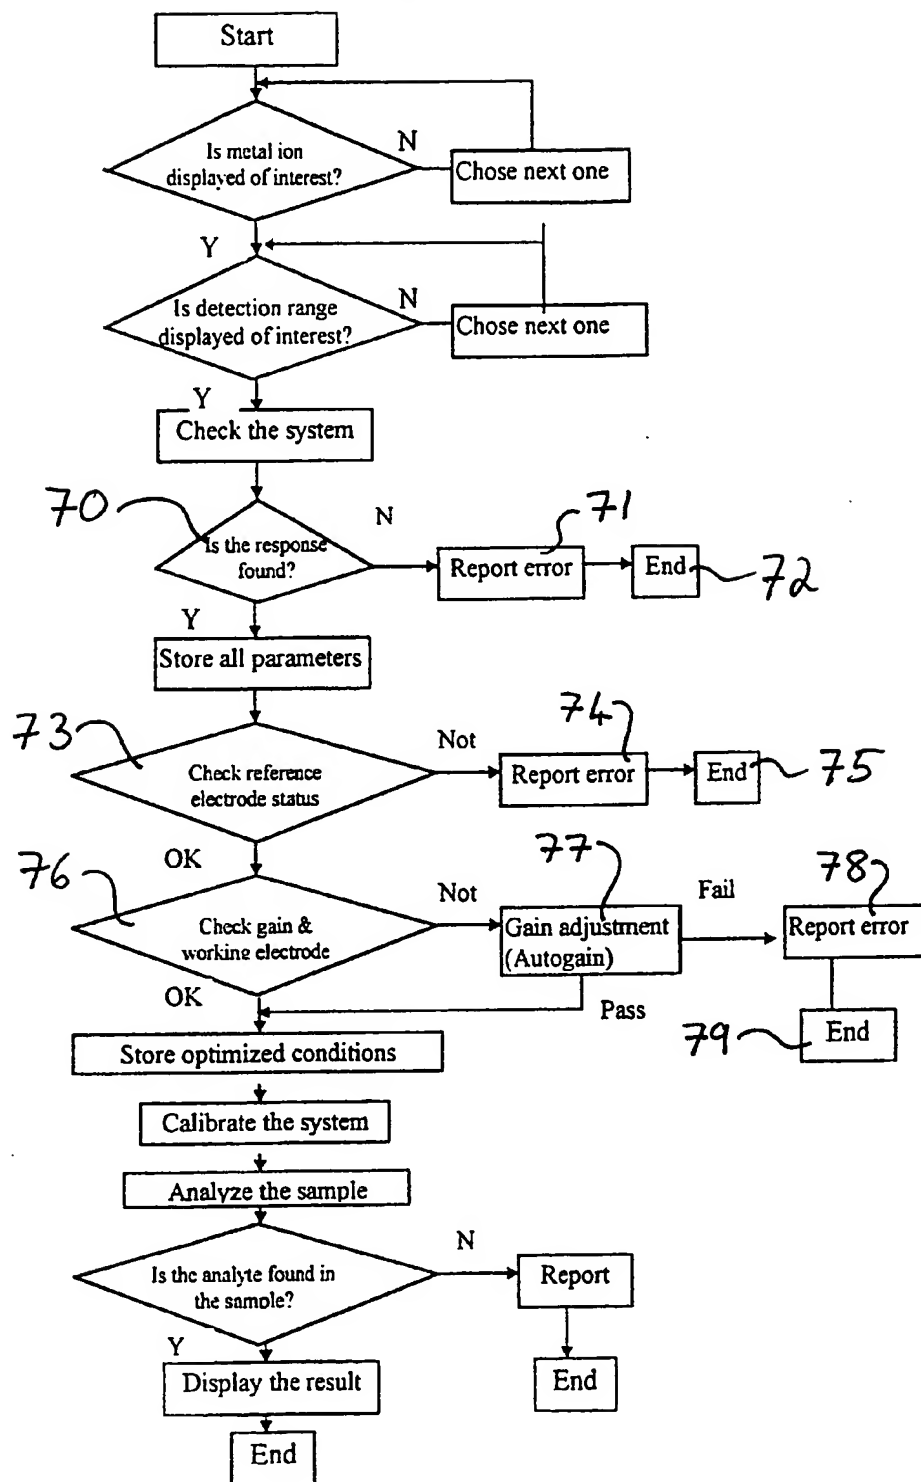 Start
Is metal ion
displayed of interest?
N
Chose next one
Y
Is detection range
displayed of interest?
N
Chose next one
Y
Check the system
70
Is the response
found?
N
71
Report error
End
72
Y
Store all parameters
73
Check reference
electrode status
Not
74
Report error
End
75
OK
76
Check gain &
working electrode
Not
77
Gain adjustment
(Autogain)
Fail
78
Report error
79
End
OK
Pass
Store optimized conditions
Calibrate the system
Analyze the sample
Is the analyte found in
the sample?
N
Report
End
Y
Display the result
End